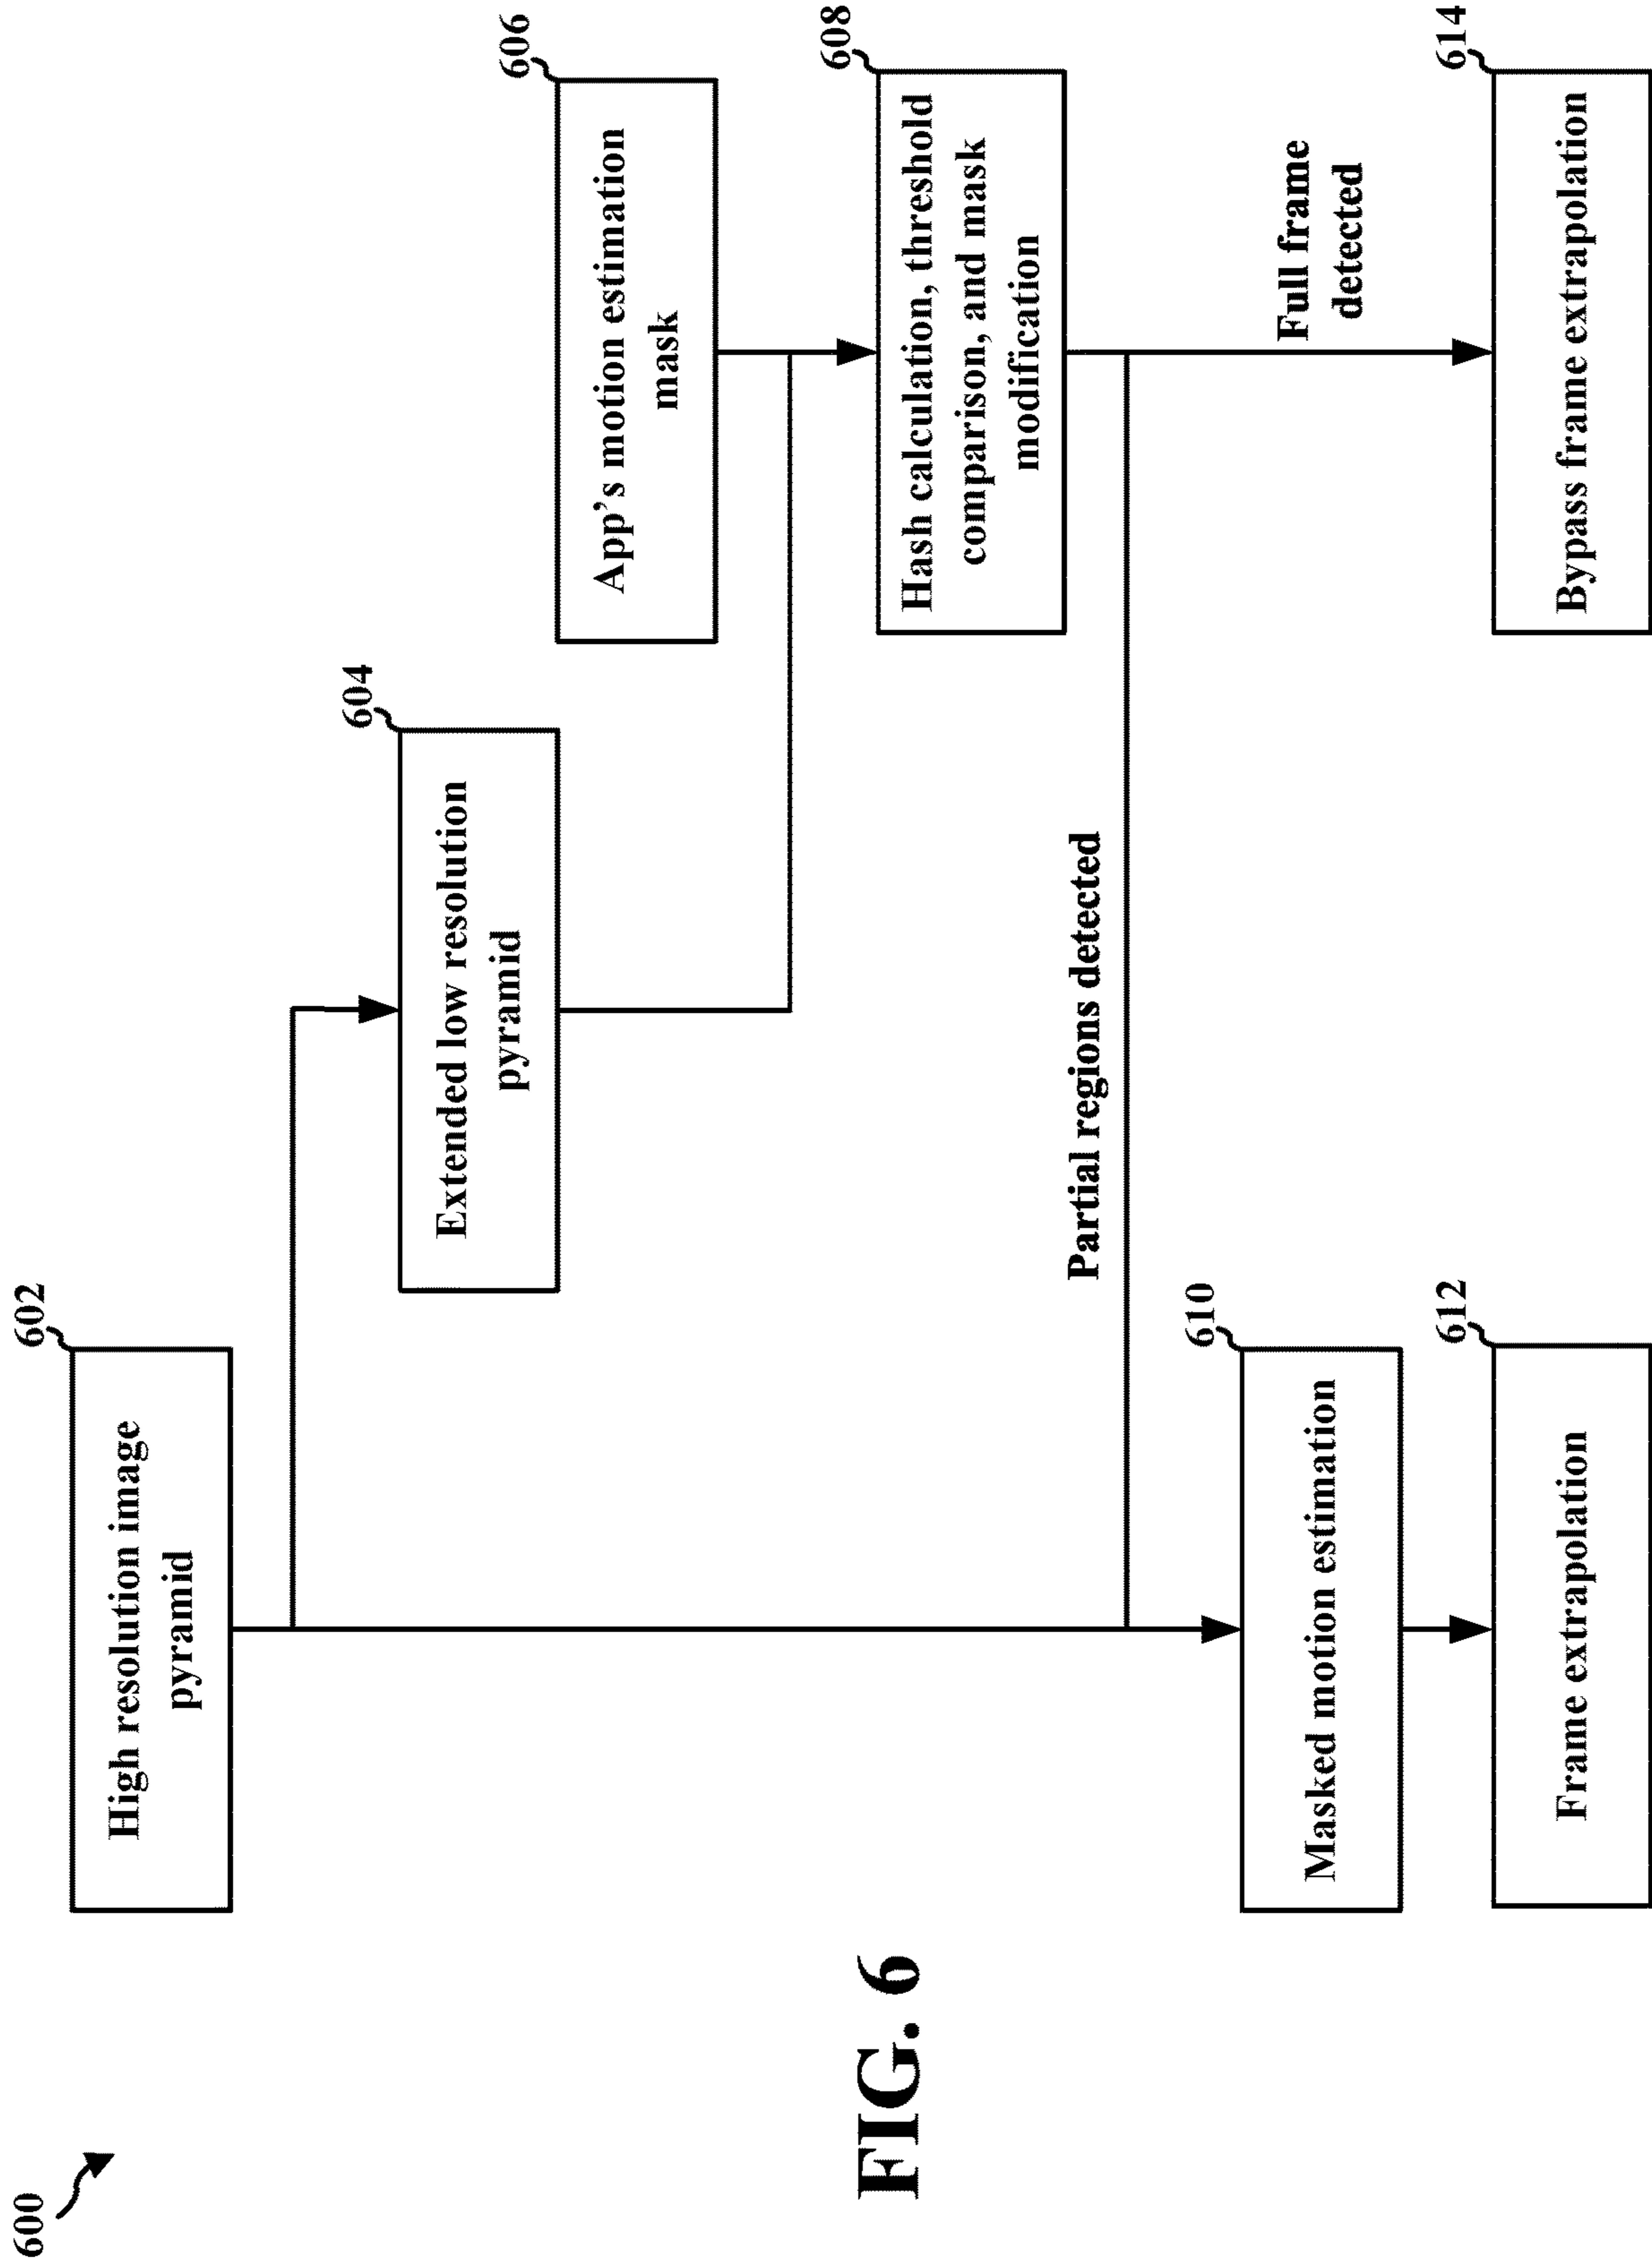 600
602
High resolution image
pyramid
604
Extended low resolution
pyramid
606
App's motion estimation
mask
608
Hash calculation, threshold
comparison, and mask
modification
Partial regions detected
Full frame
detected
610
Masked motion estimation
612
Frame extrapolation
614
Bypass frame extrapolation
FIG. 6